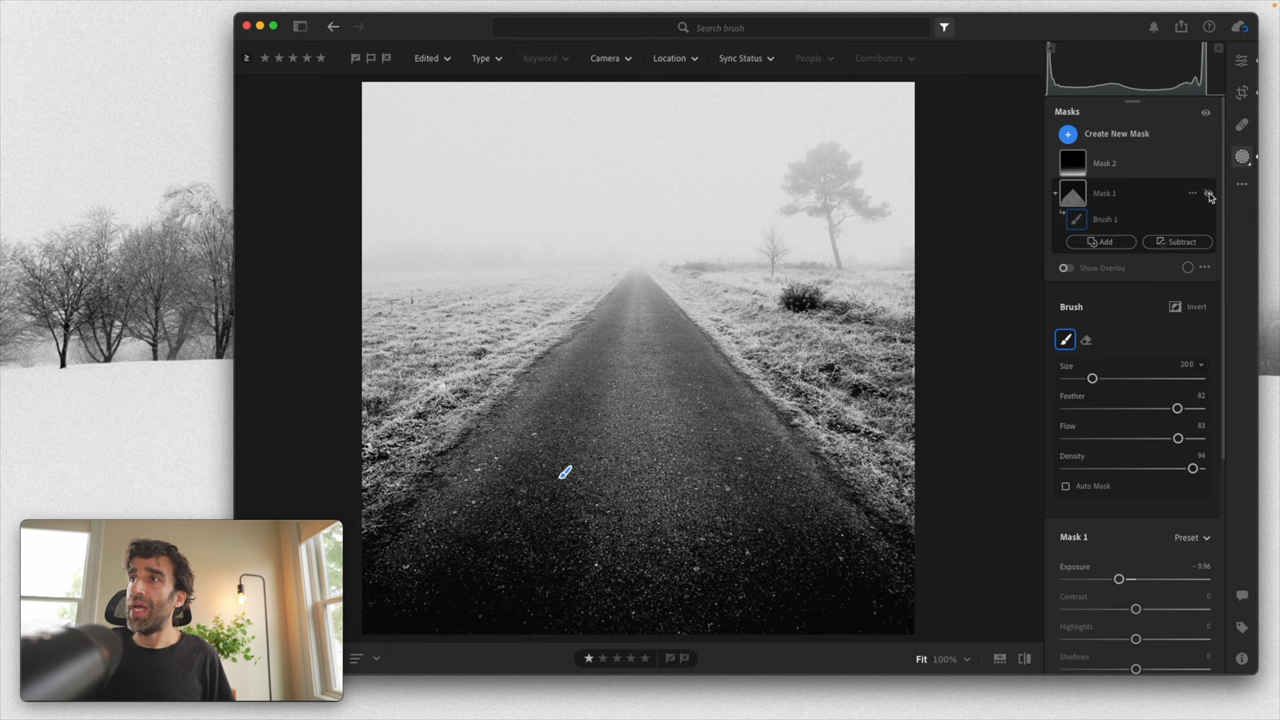 Search brush
≥
Edited
Type
Keyword
Camera
Location
Sync Status
People
Contributors
Masks
Create New Mask
Mask 2
Mask 1
Brush 1
Add
Subtract
Show Overlay
Brush
Invert
Size
20.0
Feather
82
Flow
83
Density
94
Auto Mask
Mask 1
Preset
Exposure
– 0.96
Contrast
0
Highlights
0
Shadows
0
Fit
100%